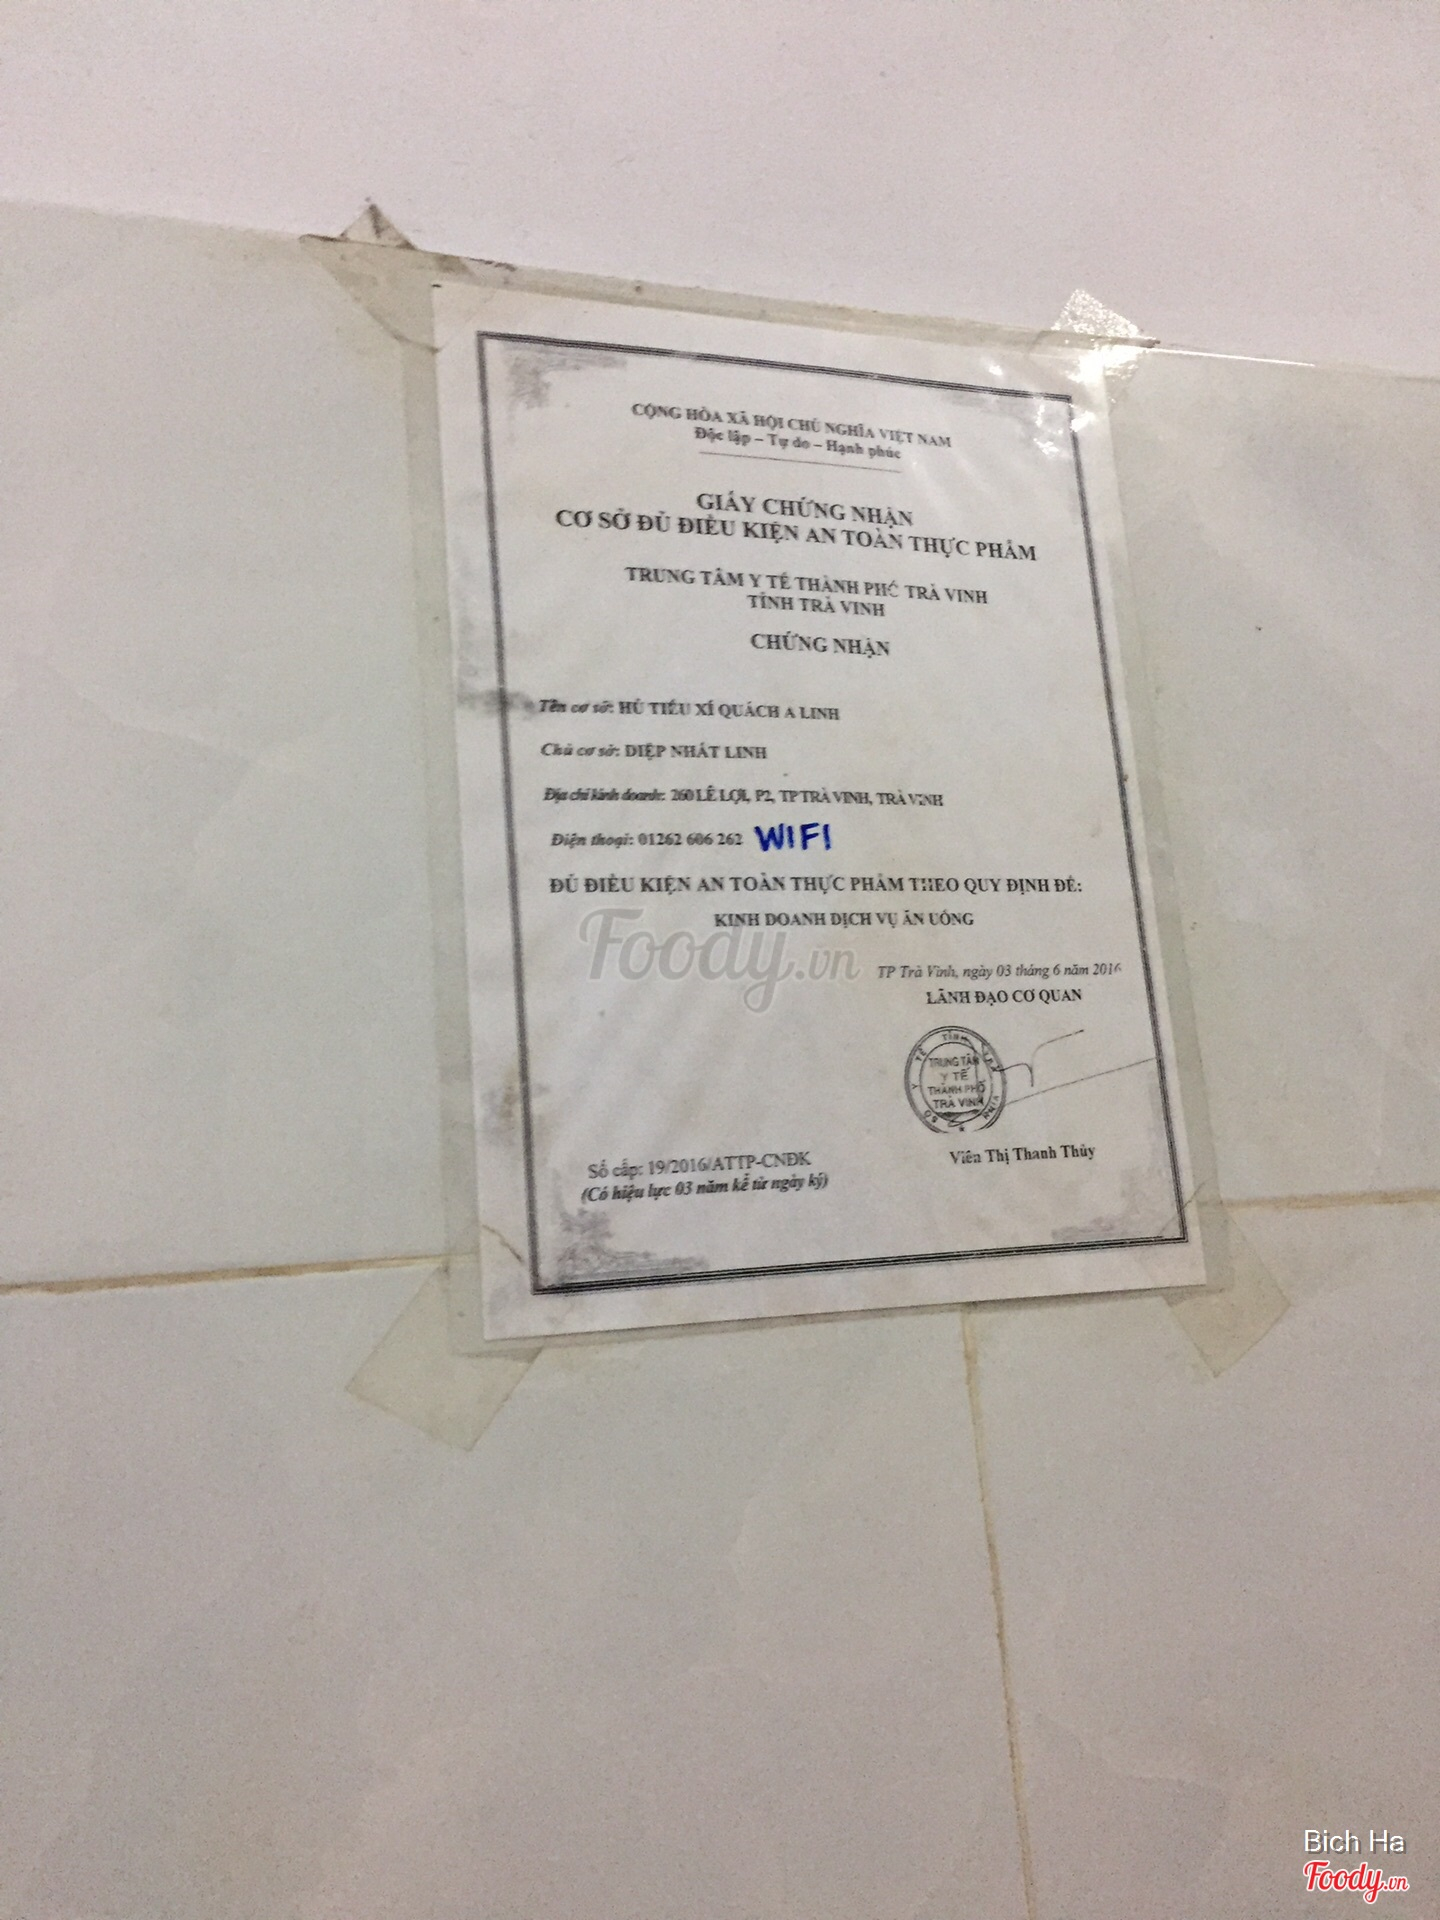 CỘNG HÒA XÃ HỘI CHỦ NGHĨA VIỆT NAM
Độc lập – Tự do – Hạnh phúc
GIẤY CHỨNG NHẬN
CƠ SỞ ĐỦ ĐIỀU KIỆN AN TOÀN THỰC PHẨM
TRUNG TÂM Y TẾ THÀNH PHỐ TRÀ VINH
TỈNH TRÀ VINH
CHỨNG NHẬN
Tên cơ sở: HỦ TIẾU XÍ QUÁCH A LINH
Chủ cơ sở: DIỆP NHẤT LINH
Địa chỉ kinh doanh: 260 LÊ LỢI, P2, TP TRÀ VINH, TRÀ VINH
Điện thoại: 01262 606 262 WIFI
ĐỦ ĐIỀU KIỆN AN TOÀN THỰC PHẨM THEO QUY ĐỊNH ĐỂ:
KINH DOANH DỊCH VỤ ĂN UỐNG
Foody.vn
TP Trà Vinh, ngày 03 tháng 6 năm 2016
LÃNH ĐẠO CƠ QUAN
TRUNG TÂM
Y TẾ
THÀNH PHỐ
TRÀ VINH
Viên Thị Thanh Thủy
Số cấp: 19/2016/ATTP-CNĐK
(Có hiệu lực 03 năm kể từ ngày ký)
Bich Ha
Foody.vn